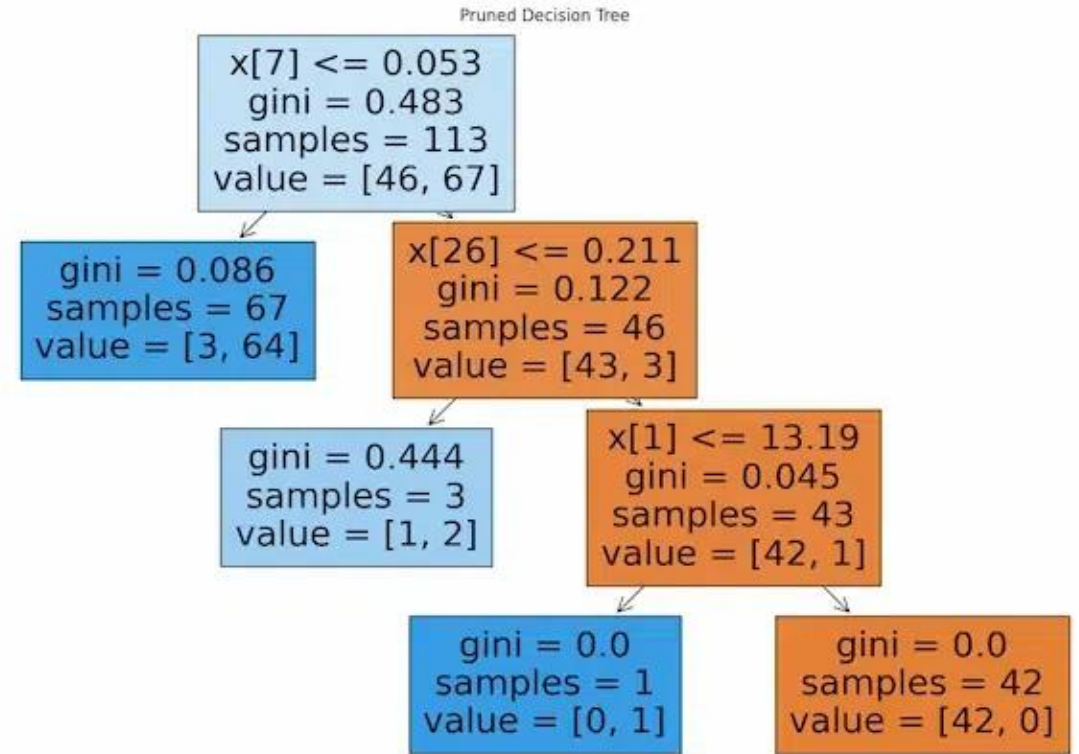 Pruned Decision Tree
x[7] <= 0.053
gini = 0.483
samples = 113
value = [46, 67]
gini = 0.086
samples = 67
value = [3, 64]
x[26] <= 0.211
gini = 0.122
samples = 46
value = [43, 3]
gini = 0.444
samples = 3
value = [1, 2]
x[1] <= 13.19
gini = 0.045
samples = 43
value = [42, 1]
gini = 0.0
samples = 1
value = [0, 1]
gini = 0.0
samples = 42
value = [42, 0]